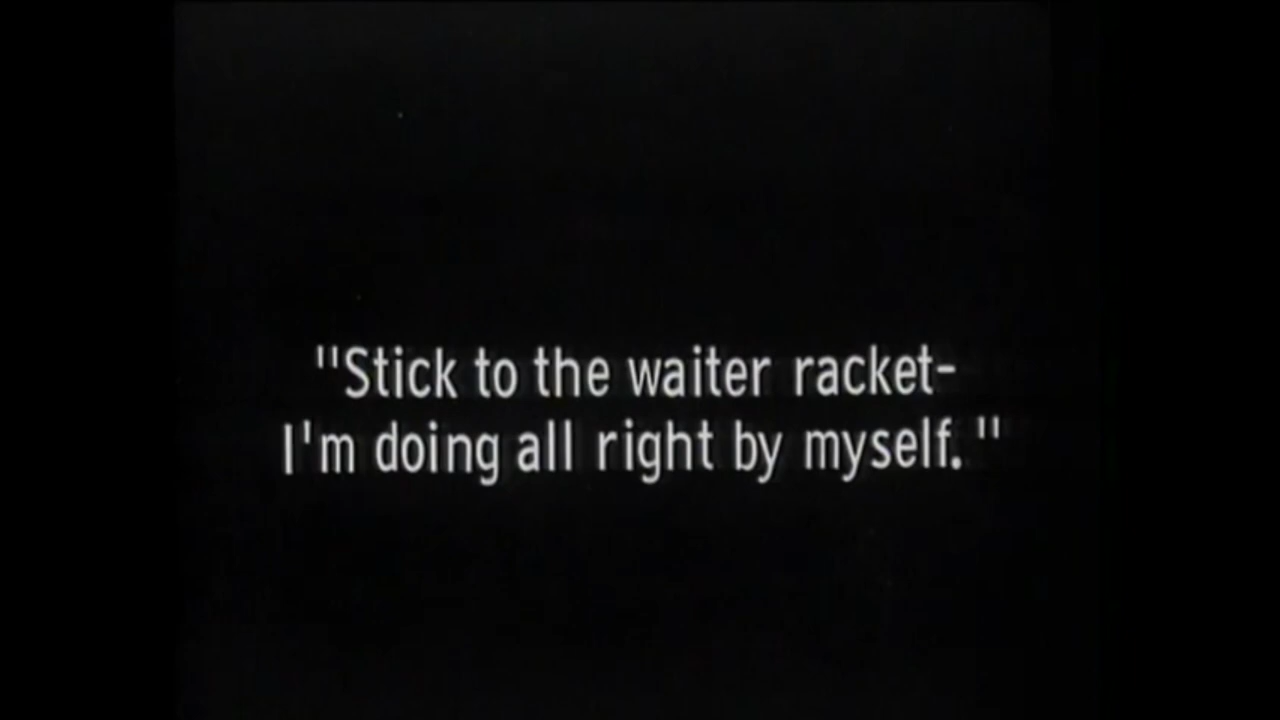 "Stick to the waiter racket-
I'm doing all right by myself."